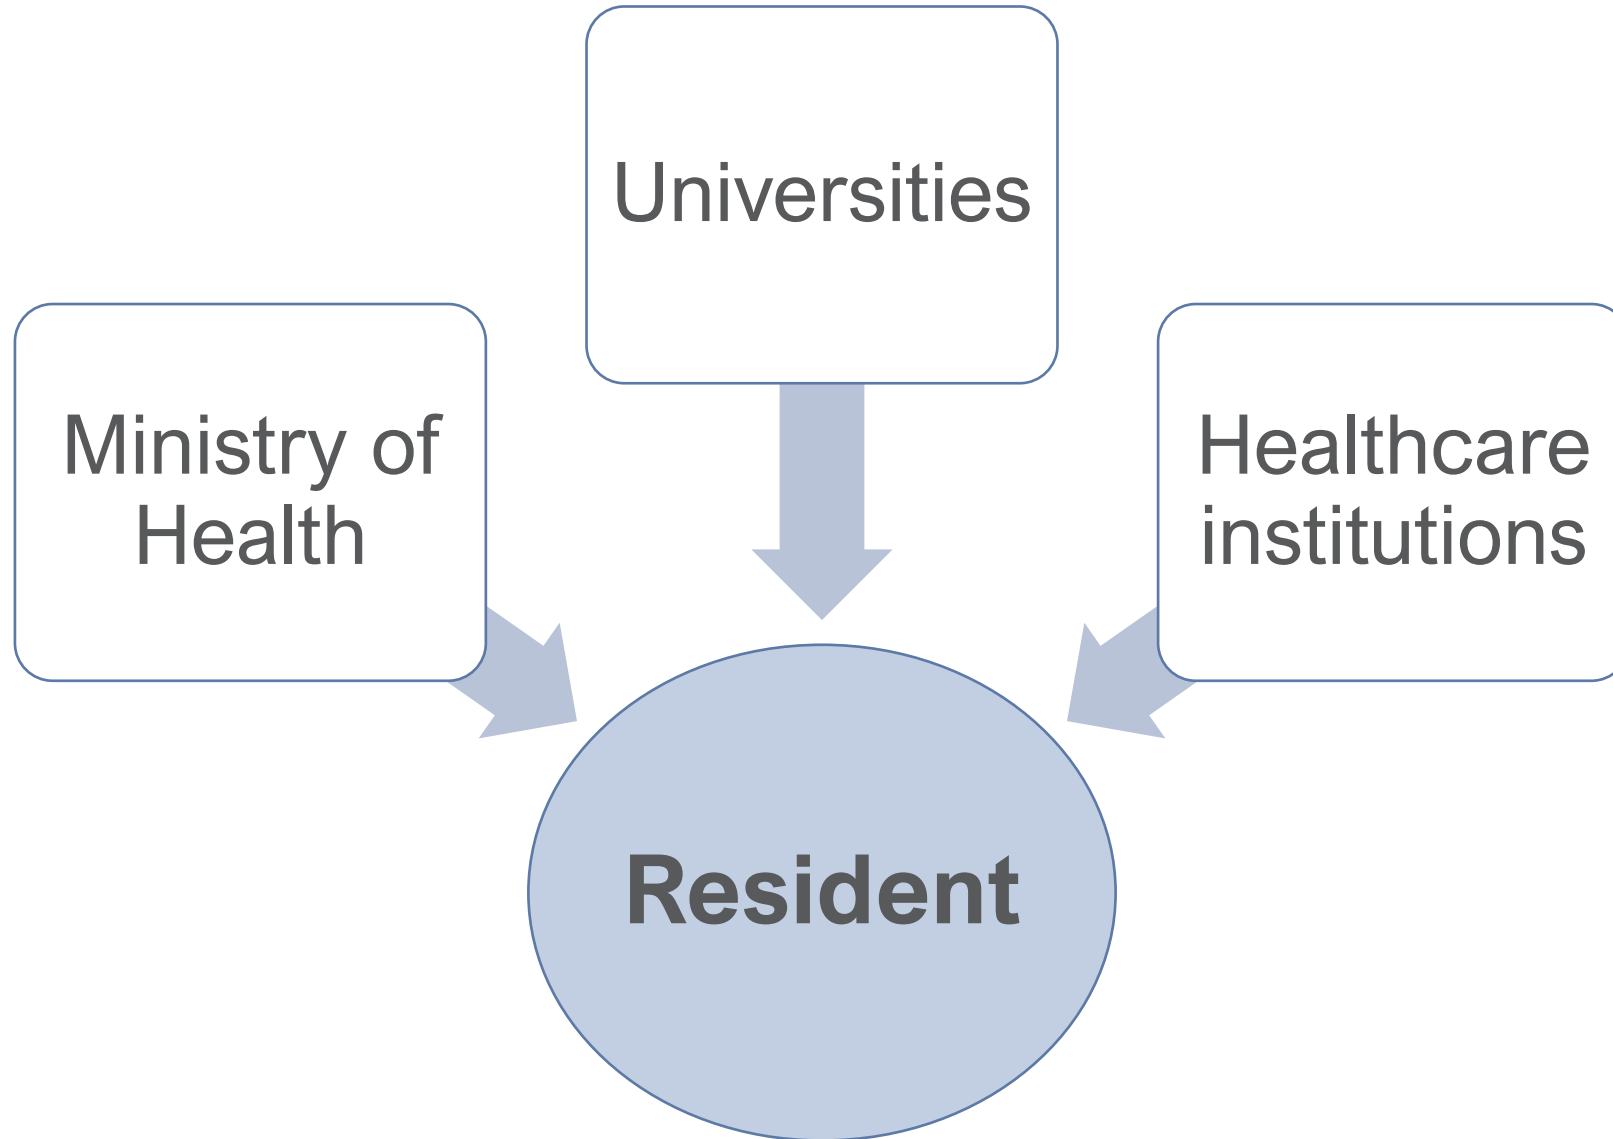 Universities
Ministry of
Health
Healthcare
institutions
Resident